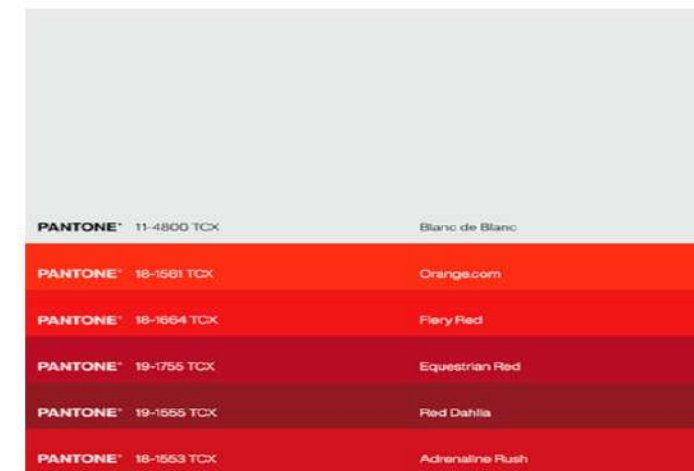 PANTONE® 11-4800 TCX Blanc de Blanc
PANTONE® 18-1561 TCX Orange.com
PANTONE® 18-1664 TCX Fiery Red
PANTONE® 19-1755 TCX Equestrian Red
PANTONE® 19-1555 TCX Red Dahlia
PANTONE® 18-1553 TCX Adrenaline Rush